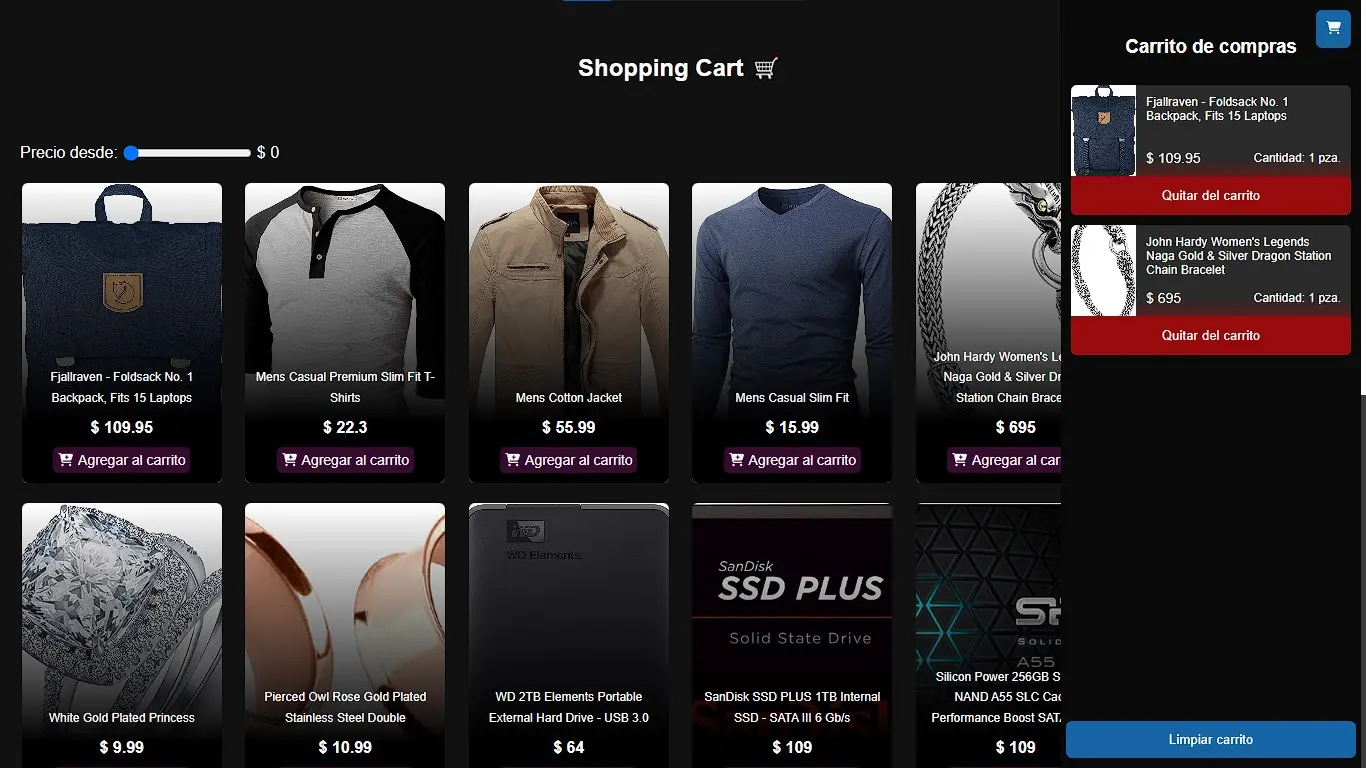 Shopping Cart
Precio desde: $ 0
Fjallraven - Foldsack No. 1
Backpack, Fits 15 Laptops
$ 109.95
Agregar al carrito
Mens Casual Premium Slim Fit T-
Shirts
$ 22.3
Agregar al carrito
Mens Cotton Jacket
$ 55.99
Agregar al carrito
Mens Casual Slim Fit
$ 15.99
Agregar al carrito
John Hardy Women's Le
Naga Gold & Silver Dr
Station Chain Brace
$ 695
Agregar al car
White Gold Plated Princess
$ 9.99
Pierced Owl Rose Gold Plated
Stainless Steel Double
$ 10.99
WD
WD Elements
WD 2TB Elements Portable
External Hard Drive - USB 3.0
$ 64
SanDisk
SSD PLUS
Solid State Drive
SanDisk SSD PLUS 1TB Internal
SSD - SATA III 6 Gb/s
$ 109
SOLID
A55
Silicon Power 256GB S
NAND A55 SLC Cac
Performance Boost SATA
$ 109
Carrito de compras
Fjallraven - Foldsack No. 1
Backpack, Fits 15 Laptops
$ 109.95 Cantidad: 1 pza.
Quitar del carrito
John Hardy Women's Legends
Naga Gold & Silver Dragon Station
Chain Bracelet
$ 695 Cantidad: 1 pza.
Quitar del carrito
Limpiar carrito